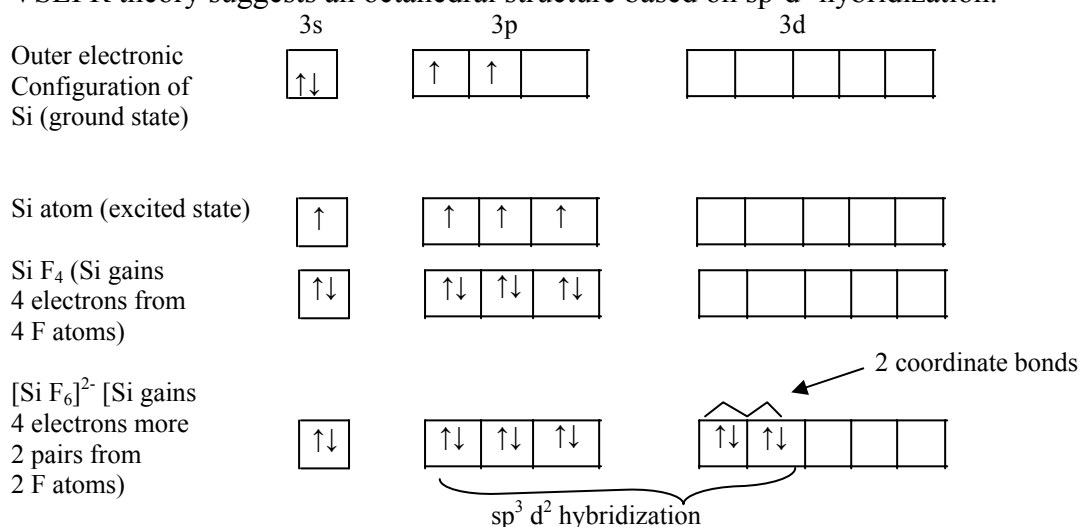 VSEPR theory suggests an octahedral structure based on sp³d² hybridization.
3s 3p 3d
Outer electronic
Configuration of
Si (ground state)
↑↓ ↑ ↑
Si atom (excited state) ↑ ↑ ↑ ↑
Si F₄ (Si gains
4 electrons from
4 F atoms)
↑↓ ↑↓ ↑↓ ↑↓
2 coordinate bonds
[Si F₆]²⁻ [Si gains
4 electrons more
2 pairs from
2 F atoms)
↑↓ ↑↓ ↑↓ ↑↓ ↑↓ ↑↓
sp³ d² hybridization